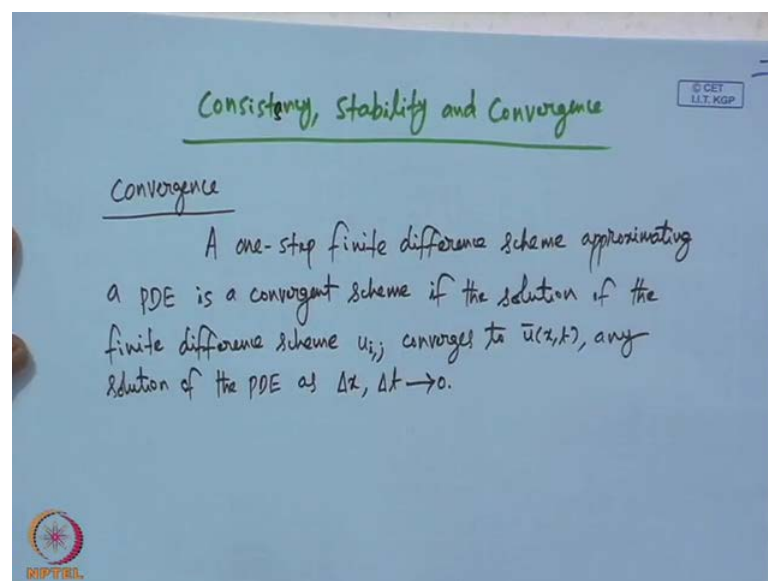 Consistency, Stability and Convergence
© CET
I.I.T. KGP
Convergence
A one-step finite difference scheme approximating
a PDE is a convergent scheme if the solution of the
finite difference scheme u_{i,j} converges to ū(x,t), any
solution of the PDE as Δx, Δt → 0.
NPTEL